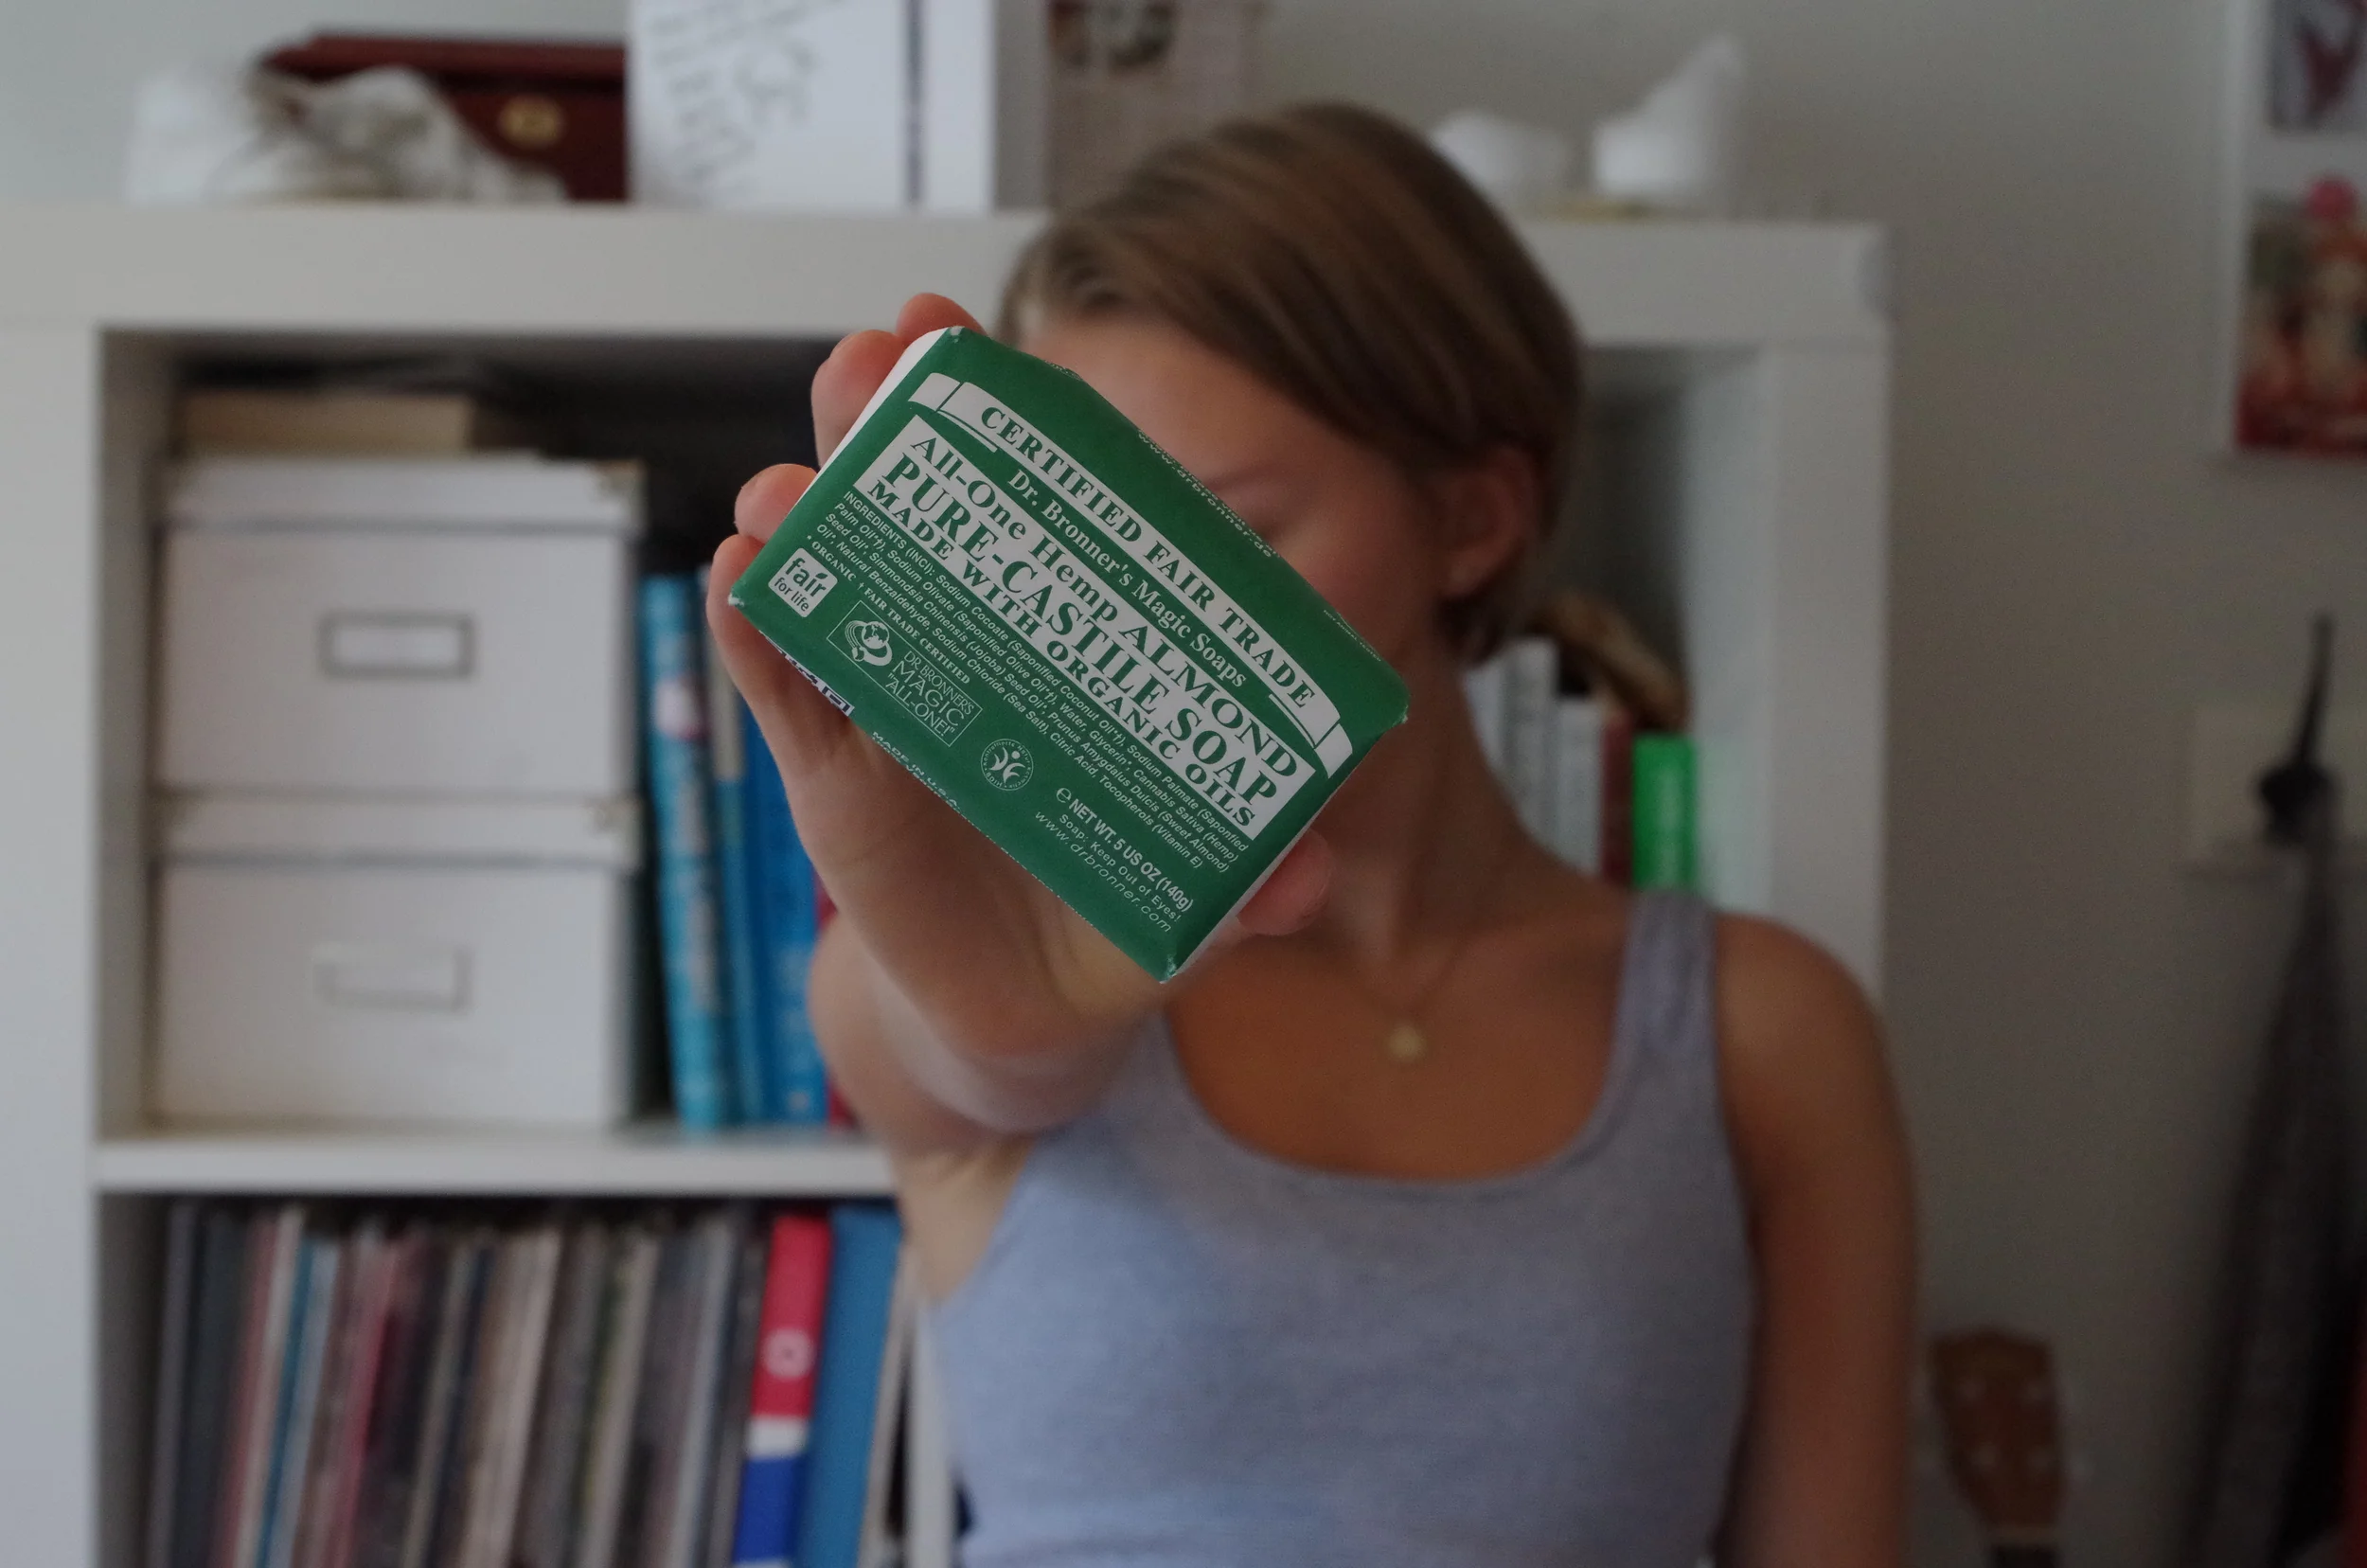 CERTIFIED FAIR TRADE
Dr. Bronner's Magic Soaps
All-One Hemp ALMOND
PURE-CASTILE SOAP
MADE WITH ORGANIC OILS
INGREDIENTS (INCI): Sodium Cocoate (Saponified Coconut Oil*†), Sodium Palmate (Saponified
Palm Oil*†), Sodium Olivate (Saponified Olive Oil*†), Water, Glycerin*, Cannabis Sativa (Hemp)
Seed Oil*, Simmondsia Chinensis (Jojoba) Seed Oil*, Prunus Amygdalus Dulcis (Sweet Almond)
Oil*, Natural Benzaldehyde, Sodium Chloride (Sea Salt), Citric Acid, Tocopherols (Vitamin E)
* ORGANIC † FAIR TRADE CERTIFIED
fair
for life
DR. BRONNER'S
MAGIC
"ALL-ONE!"
℮ NET WT. 5 US OZ (140g)
Soap: Keep Out of Eyes!
www.drbronner.com
MADE IN U.S.A.